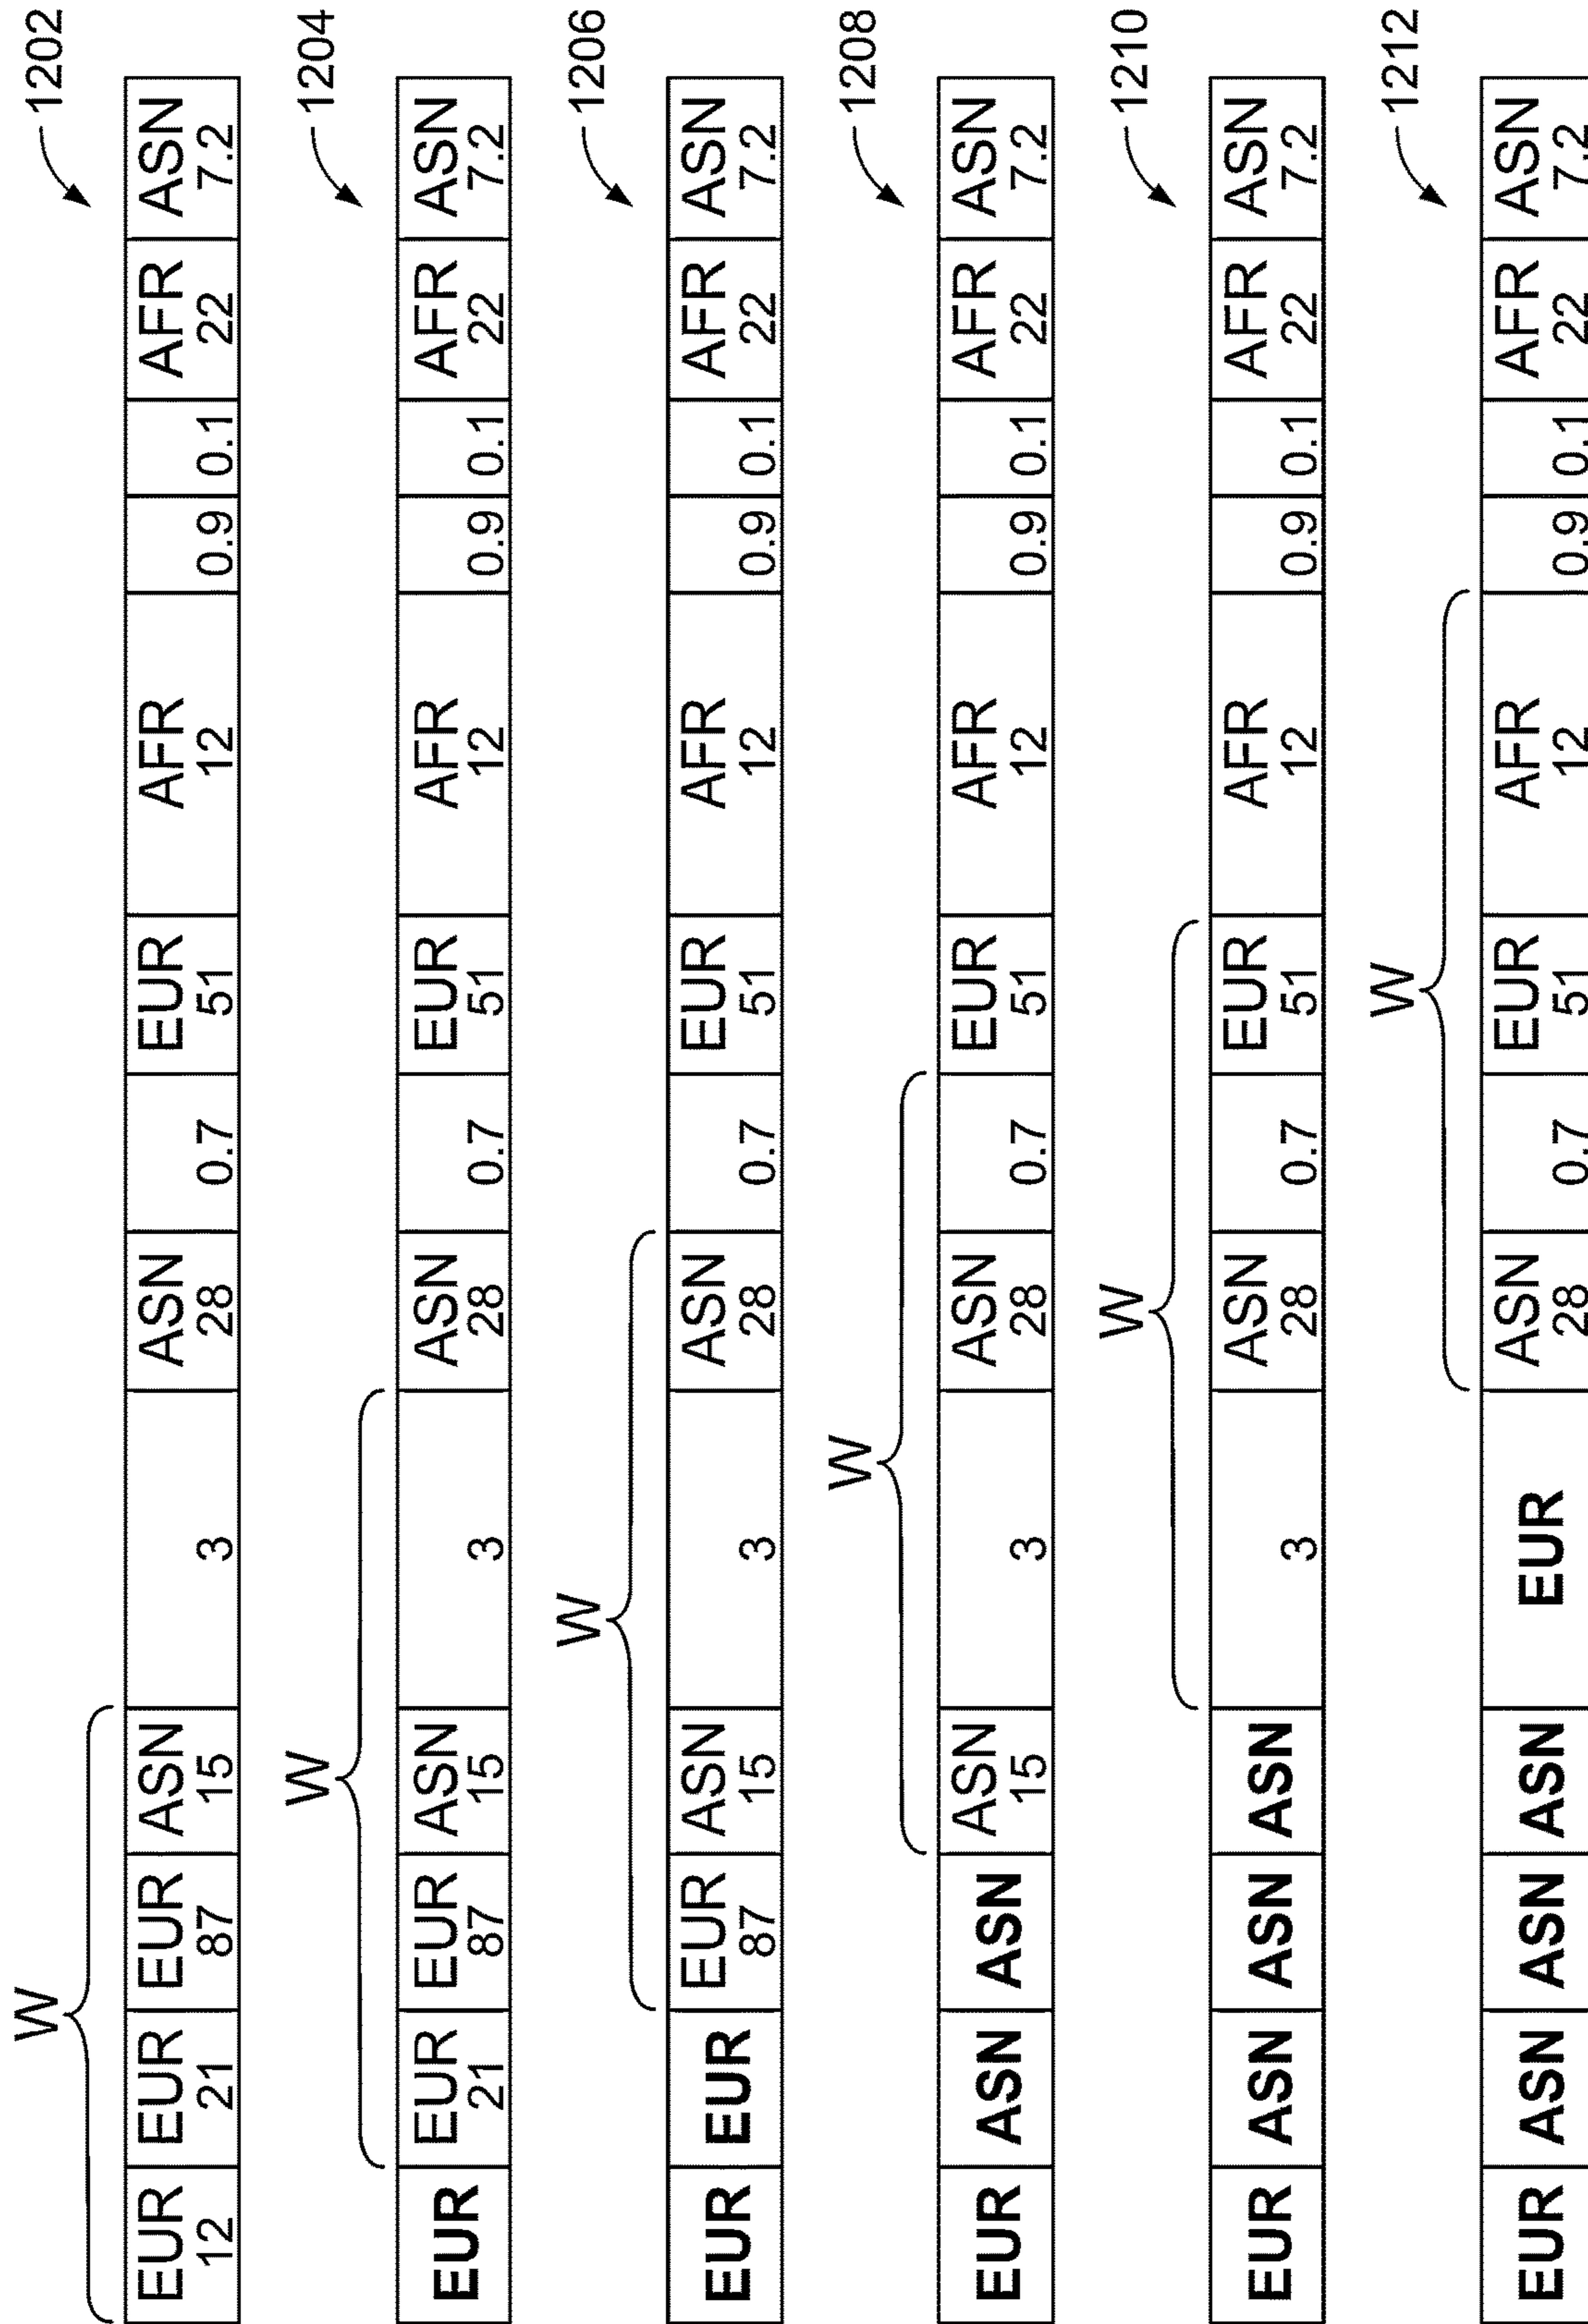 W 1202
EUR EUR EUR ASN ASN EUR AFR AFR ASN
12 21 87 15 3 28 0.7 51 12 0.9 0.1 22 7.2
W 1204
EUR EUR EUR ASN ASN EUR AFR AFR ASN
21 87 15 3 28 0.7 51 12 0.9 0.1 22 7.2
W 1206
EUR EUR EUR ASN ASN EUR AFR AFR ASN
87 15 3 28 0.7 51 12 0.9 0.1 22 7.2
W 1208
EUR ASN ASN ASN ASN EUR AFR AFR ASN
15 3 28 0.7 51 12 0.9 0.1 22 7.2
W 1210
EUR ASN ASN ASN ASN EUR AFR AFR ASN
3 28 0.7 51 12 0.9 0.1 22 7.2
W 1212
EUR ASN ASN ASN EUR ASN EUR AFR AFR ASN
28 0.7 51 12 0.9 0.1 22 7.2